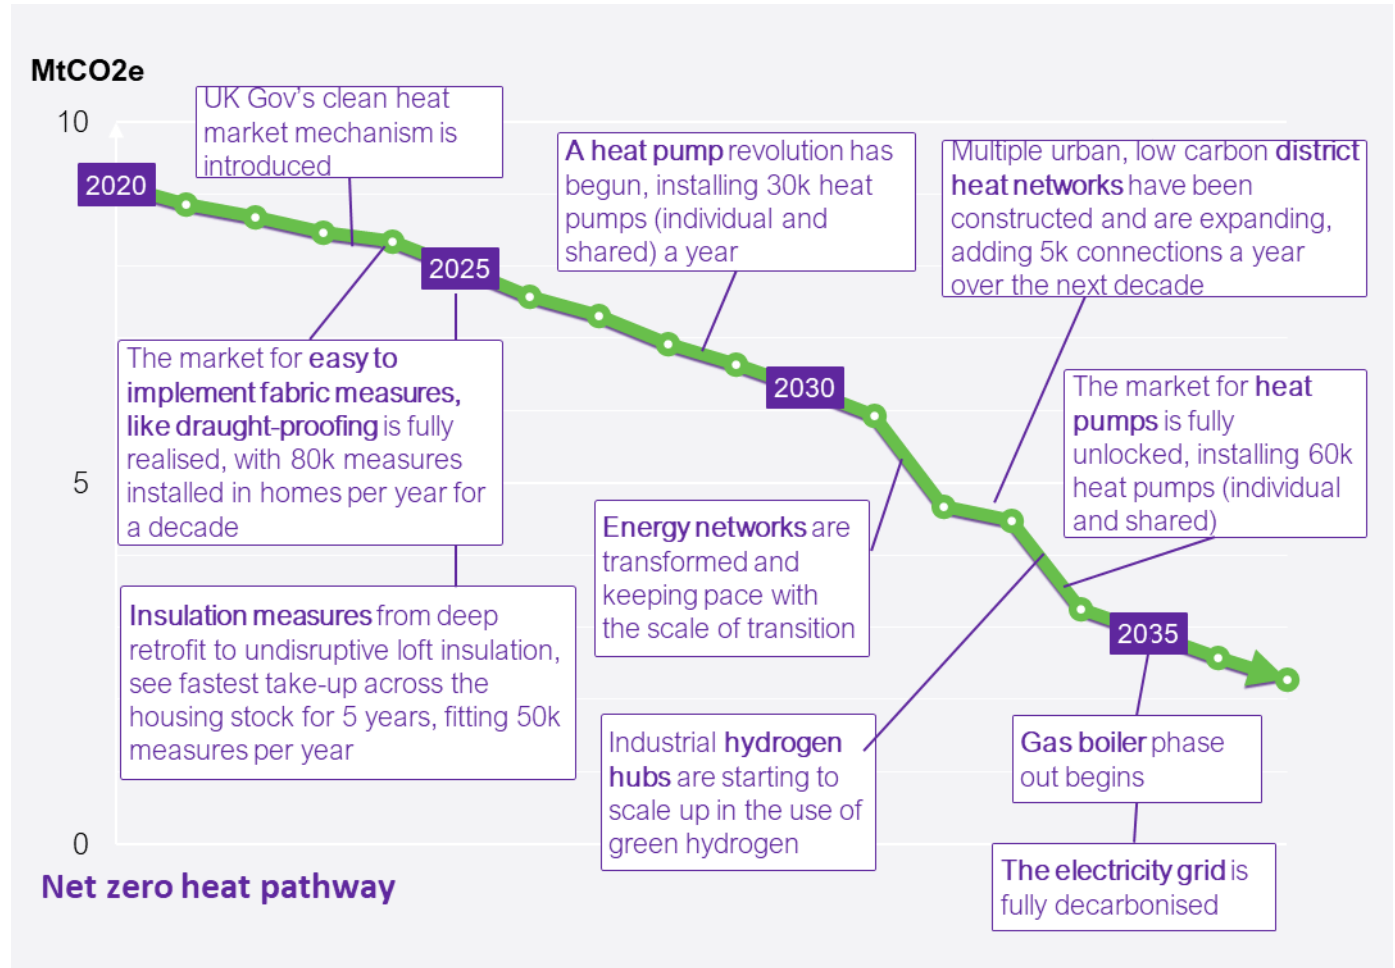 MtCO2e
10
5
0
2020
2025
2030
2035
UK Gov's clean heat
market mechanism is
introduced
A heat pump revolution has
begun, installing 30k heat
pumps (individual and
shared) a year
Multiple urban, low carbon district
heat networks have been
constructed and are expanding,
adding 5k connections a year
over the next decade
The market for easy to
implement fabric measures,
like draught-proofing is fully
realised, with 80k measures
installed in homes per year for
a decade
The market for heat
pumps is fully
unlocked, installing 60k
heat pumps (individual
and shared)
Energy networks are
transformed and
keeping pace with
the scale of transition
Insulation measures from deep
retrofit to undisruptive loft insulation,
see fastest take-up across the
housing stock for 5 years, fitting 50k
measures per year
Industrial hydrogen
hubs are starting to
scale up in the use of
green hydrogen
Gas boiler phase
out begins
The electricity grid is
fully decarbonised
Net zero heat pathway